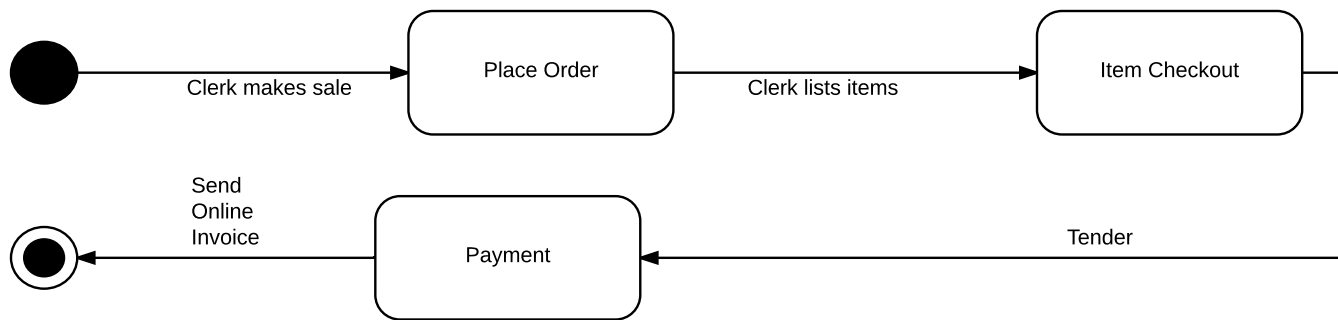 Place Order
Item Checkout
Clerk makes sale
Clerk lists items
Send
Online
Invoice
Tender
Payment